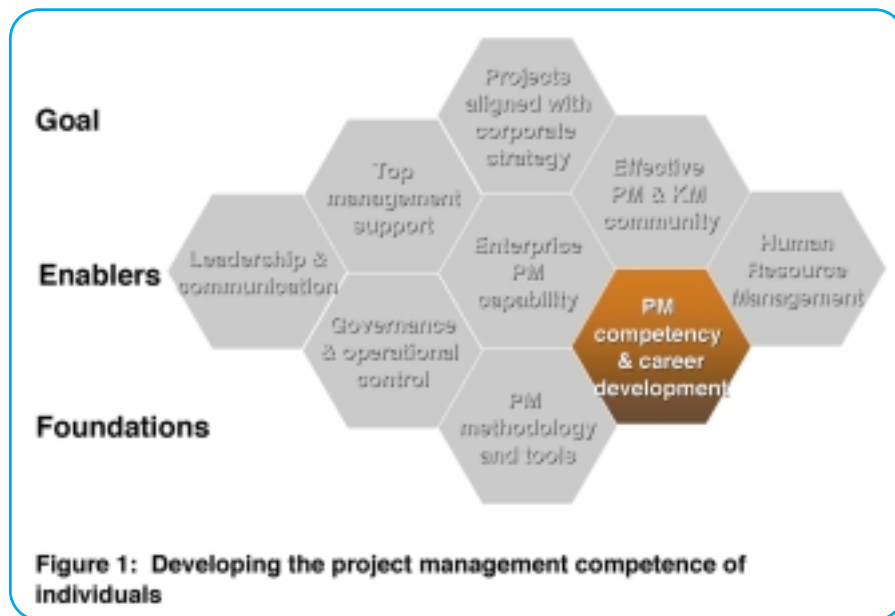 Goal
Enablers
Foundations
Projects
aligned with
corporate
strategy
Top
management
support
Effective
PM & KM
community
Leadership &
communication
Enterprise
PM
capability
Human
Resource
Management
Governance
& operational
control
PM
competency
& career
development
PM
methodology
and tools
Figure 1: Developing the project management competence of
individuals